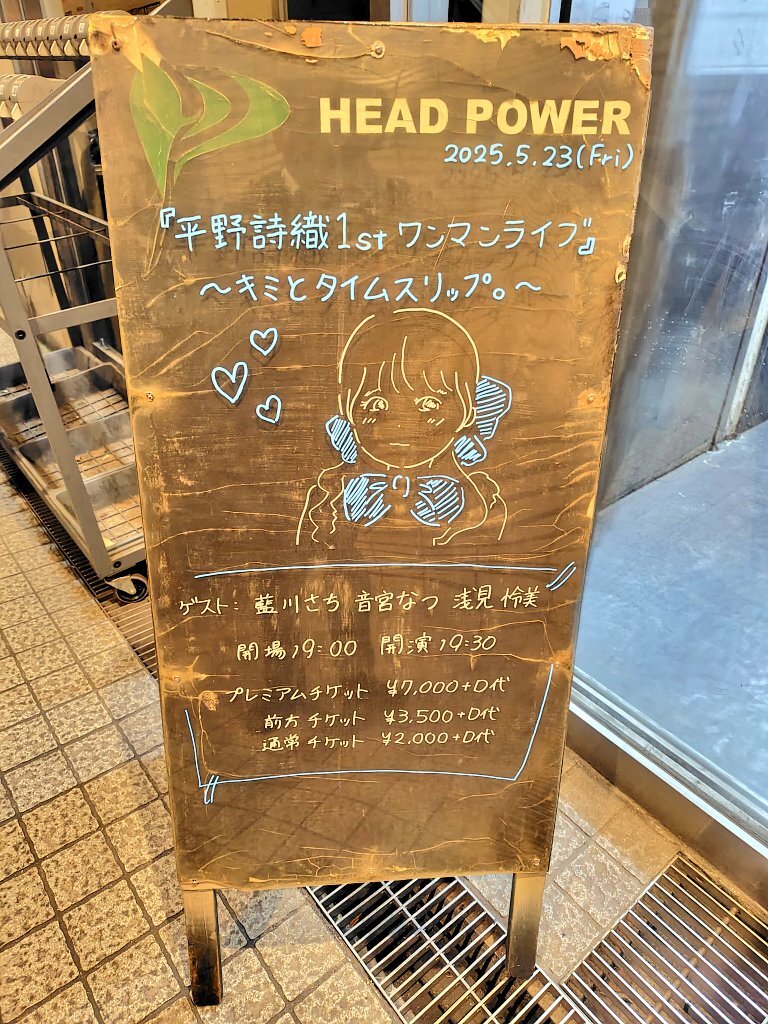 HEAD POWER
2025.5.23(Fri)
『平野詩織1stワンマンライブ』
～キミとタイムスリップ。～
ゲスト: 藍川さち 音宮なつ 浅見怜美
開場19:00 開演19:30
プレミアムチケット ¥7,000+D代
前方チケット ¥3,500+D代
通常チケット ¥2,000+D代